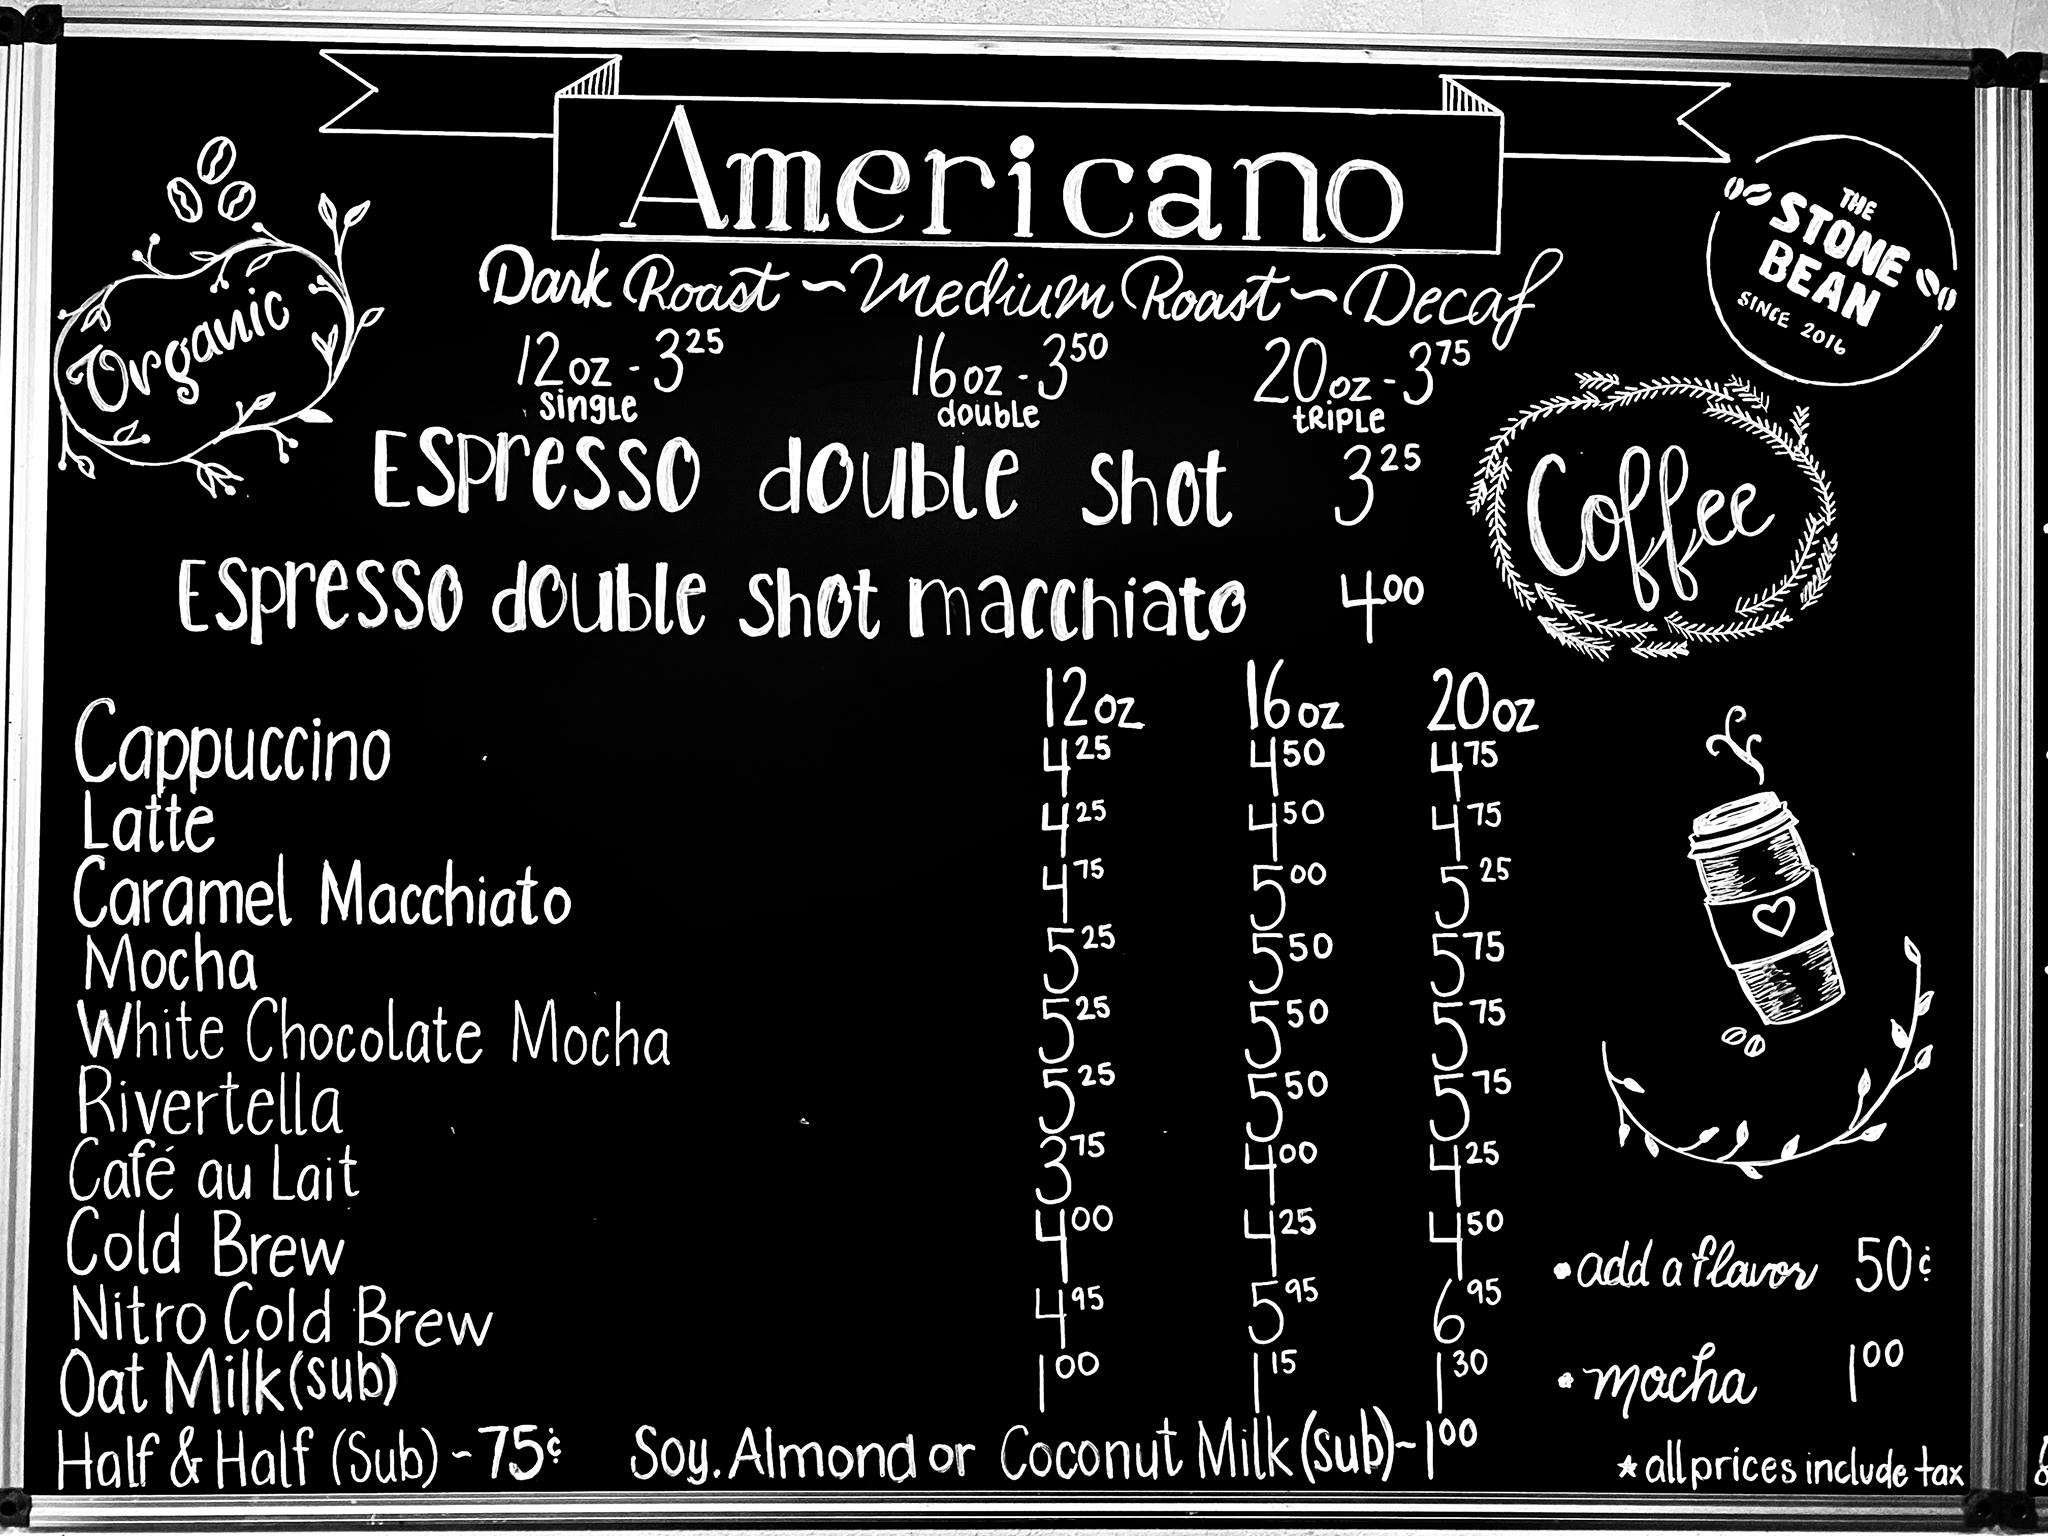 Americano
Dark Roast ~ Medium Roast ~ Decaf
12oz - 3.25 16oz - 3.50 20oz - 3.75
single double tRIPLE
Organic
THE
STONE
BEAN
SINCE 2016
Espresso double shot 3.25
Coffee
Espresso double shot macchiato 4.00
12oz 16oz 20oz
Cappuccino 4.25 4.50 4.75
Latte 4.25 4.50 4.75
Caramel Macchiato 4.75 5.00 5.25
Mocha 5.25 5.50 5.75
White Chocolate Mocha 5.25 5.50 5.75
Rivertella 5.25 5.50 5.75
Café au Lait 3.75 4.00 4.25
Cold Brew 4.00 4.25 4.50
Nitro Cold Brew 4.95 5.95 6.95
Oat Milk (sub) 1.00 1.15 1.30
Half & Half (Sub) - 75¢ Soy. Almond or Coconut Milk (sub) - 1.00
• add a flavor 50¢
• mocha 1.00
* all prices include tax